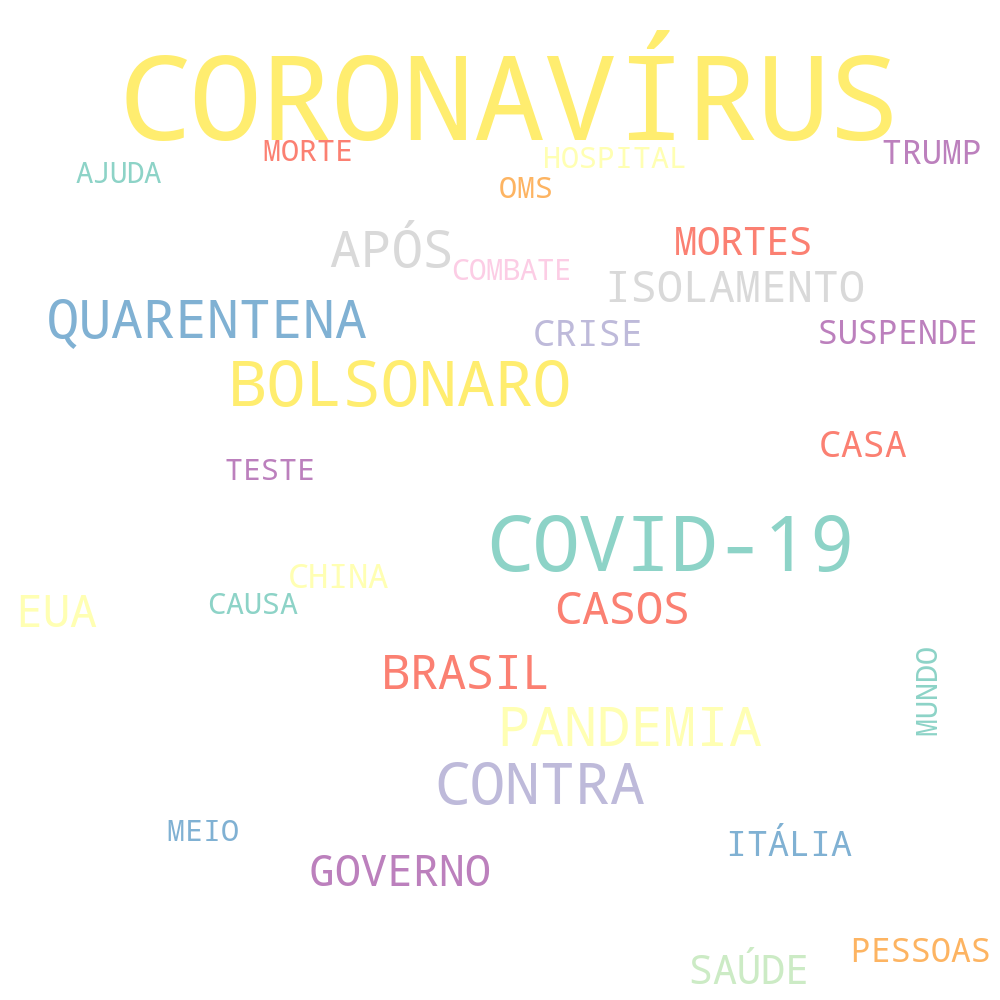 CORONAVÍRUS
MORTE
HOSPITAL
TRUMP
AJUDA
OMS
APÓS
MORTES
COMBATE
ISOLAMENTO
QUARENTENA
CRISE
SUSPENDE
BOLSONARO
CASA
TESTE
COVID-19
CHINA
EUA
CAUSA
CASOS
BRASIL
MUNDO
PANDEMIA
CONTRA
MEIO
ITÁLIA
GOVERNO
PESSOAS
SAÚDE